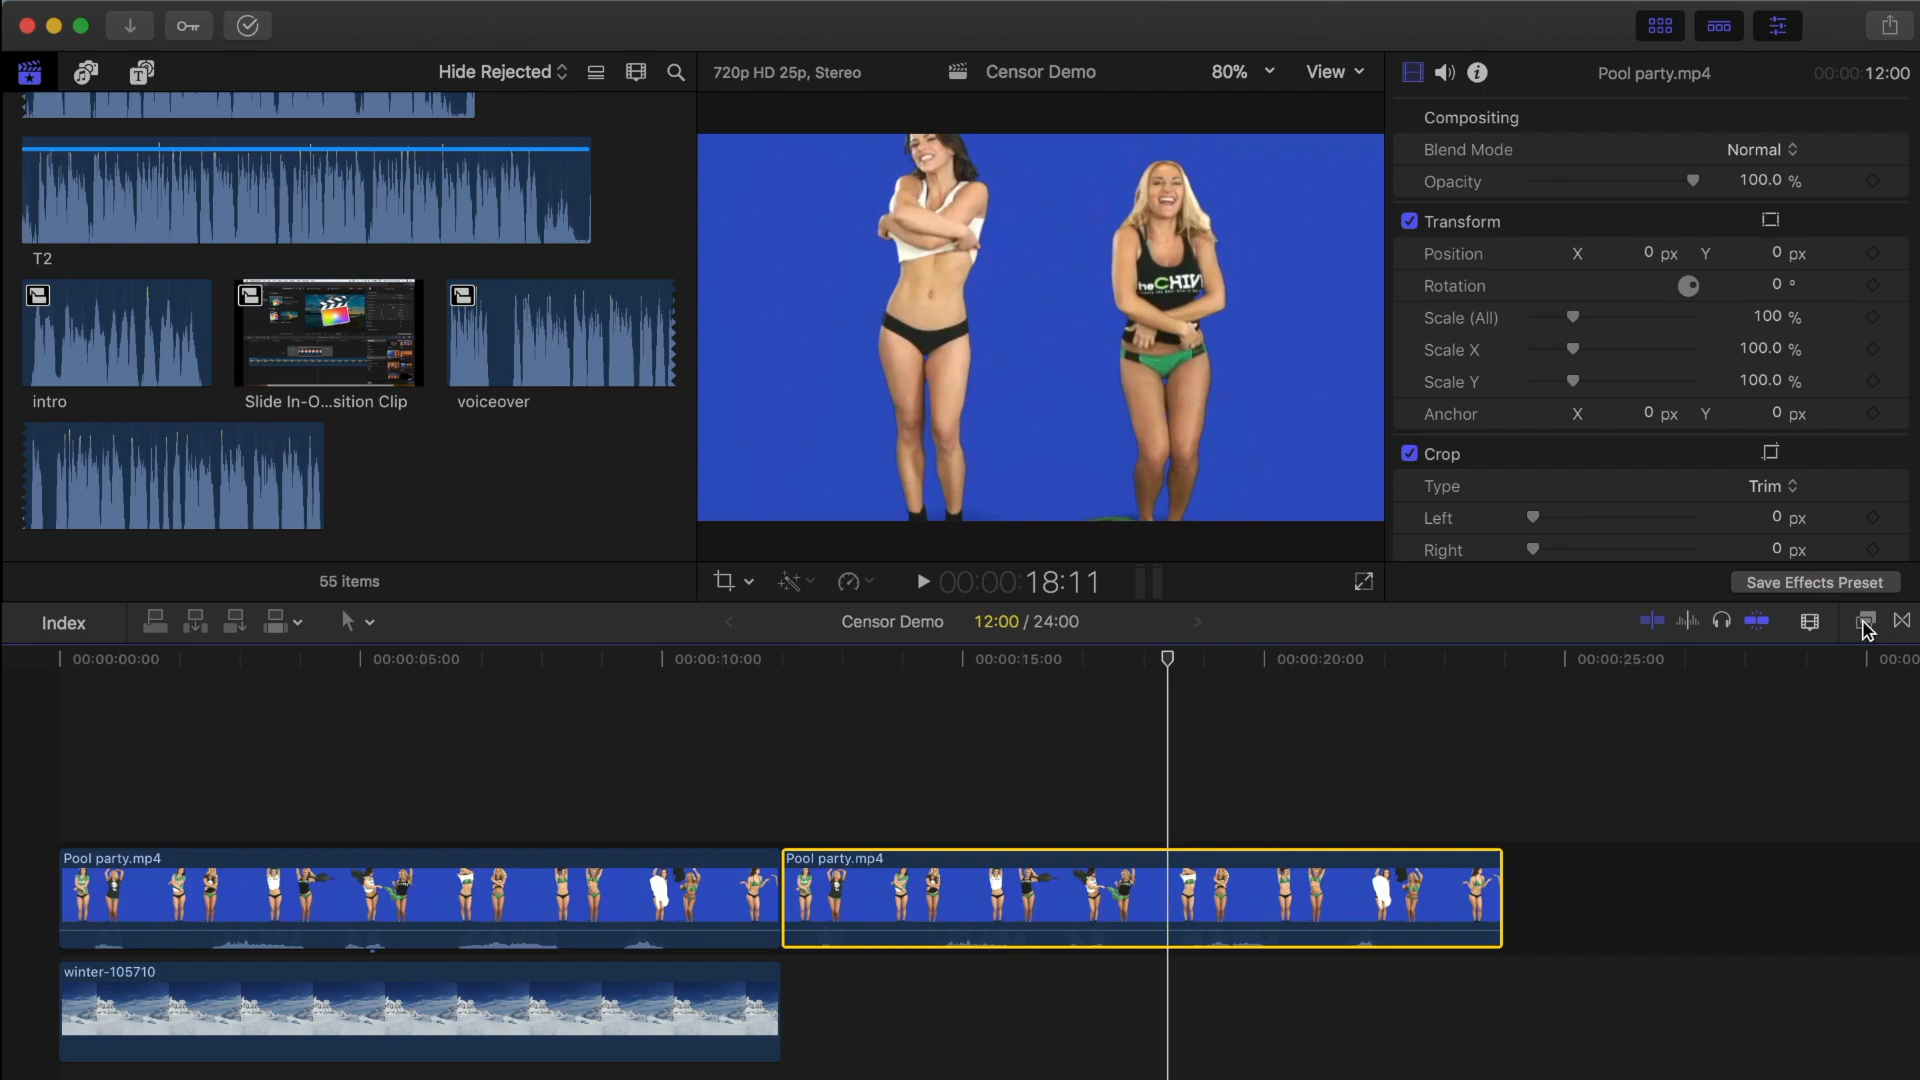 Hide Rejected
720p HD 25p, Stereo
Censor Demo
80%
View
Pool party.mp4
00:00:12:00
T2
intro
Slide In-O...sition Clip
voiceover
55 items
CHIV
00:00:18:11
Compositing
Blend Mode Normal
Opacity 100.0 %
Transform
Position X 0 px Y 0 px
Rotation 0 °
Scale (All) 100 %
Scale X 100.0 %
Scale Y 100.0 %
Anchor X 0 px Y 0 px
Crop
Type Trim
Left 0 px
Right 0 px
Save Effects Preset
Index
Censor Demo
12:00 / 24:00
00:00:00:00 00:00:05:00 00:00:10:00 00:00:15:00 00:00:20:00 00:00:25:00 00:00
Pool party.mp4 Pool party.mp4
winter-105710